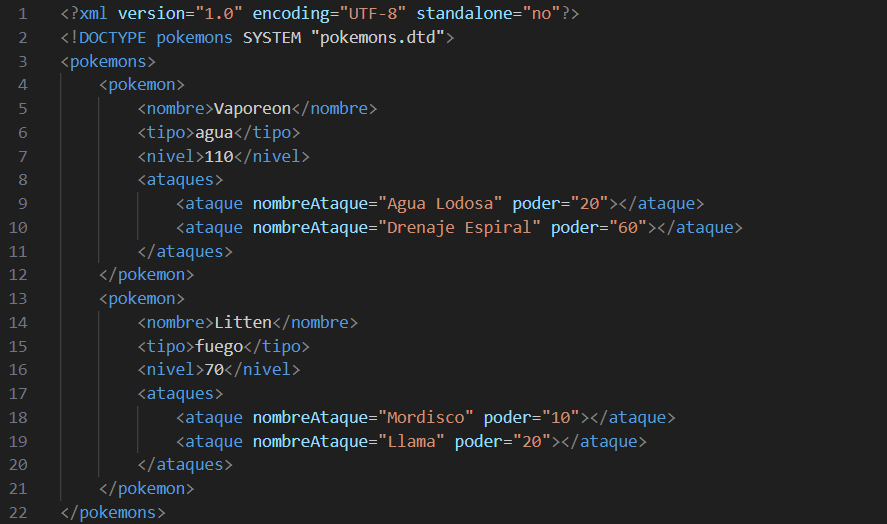 1 <?xml version="1.0" encoding="UTF-8" standalone="no"?>
2 <!DOCTYPE pokemons SYSTEM "pokemons.dtd">
3 <pokemons>
4     <pokemon>
5         <nombre>Vaporeon</nombre>
6         <tipo>agua</tipo>
7         <nivel>110</nivel>
8         <ataques>
9             <ataque nombreAtaque="Agua Lodosa" poder="20"></ataque>
10             <ataque nombreAtaque="Drenaje Espiral" poder="60"></ataque>
11         </ataques>
12     </pokemon>
13     <pokemon>
14         <nombre>Litten</nombre>
15         <tipo>fuego</tipo>
16         <nivel>70</nivel>
17         <ataques>
18             <ataque nombreAtaque="Mordisco" poder="10"></ataque>
19             <ataque nombreAtaque="Llama" poder="20"></ataque>
20         </ataques>
21     </pokemon>
22 </pokemons>